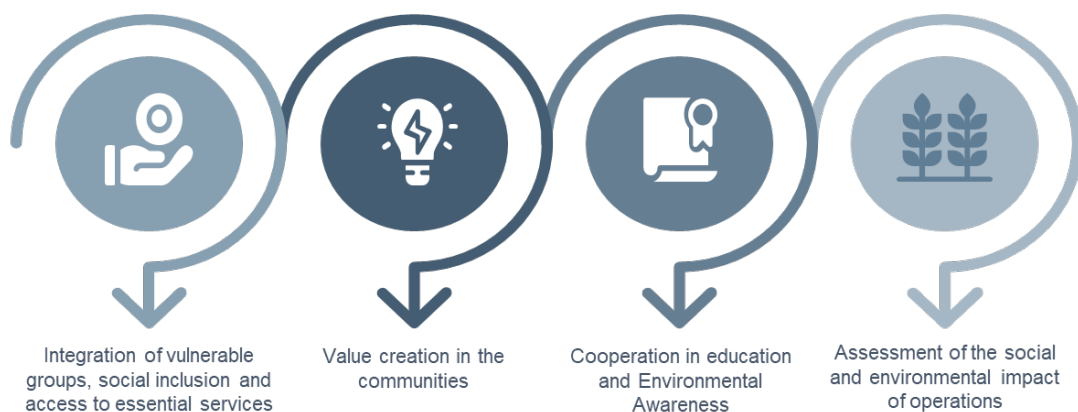 Integration of vulnerable
groups, social inclusion and
access to essential services
Value creation in the
communities
Cooperation in education
and Environmental
Awareness
Assessment of the social
and environmental impact
of operations